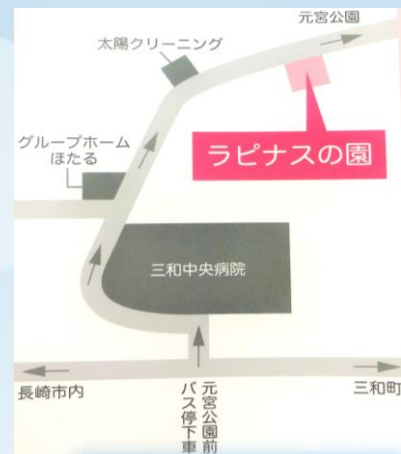 元宮公園
太陽クリーニング
ラピナスの園
グループホーム
ほたる
三和中央病院
長崎市内
元宮公園前
バス停下車
三和町